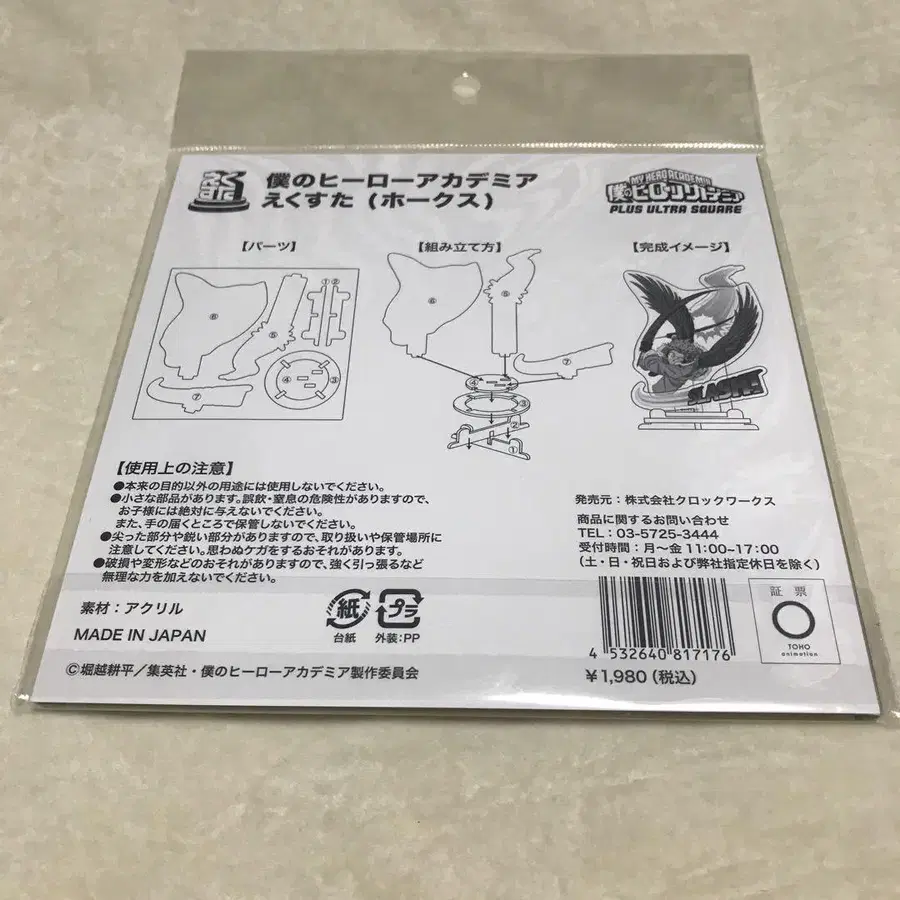 えくすた
僕のヒーローアカデミア
えくすた（ホークス）
MY HERO ACADEMIA
僕のヒーローアカデミア
PLUS ULTRA SQUARE
【パーツ】
【組み立て方】
【完成イメージ】
① ②
⑥
⑤
④
③
⑦
⑥
⑤
⑦
④
③
②
①
SLASH!!
【使用上の注意】
●本来の目的以外の用途には使用しないでください。
●小さな部品があります。誤飲・窒息の危険性がありますので、
お子様には絶対に与えないでください。
また、手の届くところで保管しないでください。
●尖った部分や鋭い部分がありますので、取り扱いや保管場所に
注意してください。思わぬケガをするおそれがあります。
●破損や変形などのおそれがありますので、強く引っ張るなど
無理な力を加えないでください。
発売元：株式会社クロックワークス
商品に関するお問い合わせ
TEL：03-5725-3444
受付時間：月〜金 11:00~17:00
（土・日・祝日および弊社指定休日を除く）
素材：アクリル
MADE IN JAPAN
紙
台紙
プラ
外装：PP
4 532640 817176
¥1,980（税込）
証票
TOHO
animation
©堀越耕平／集英社・僕のヒーローアカデミア製作委員会